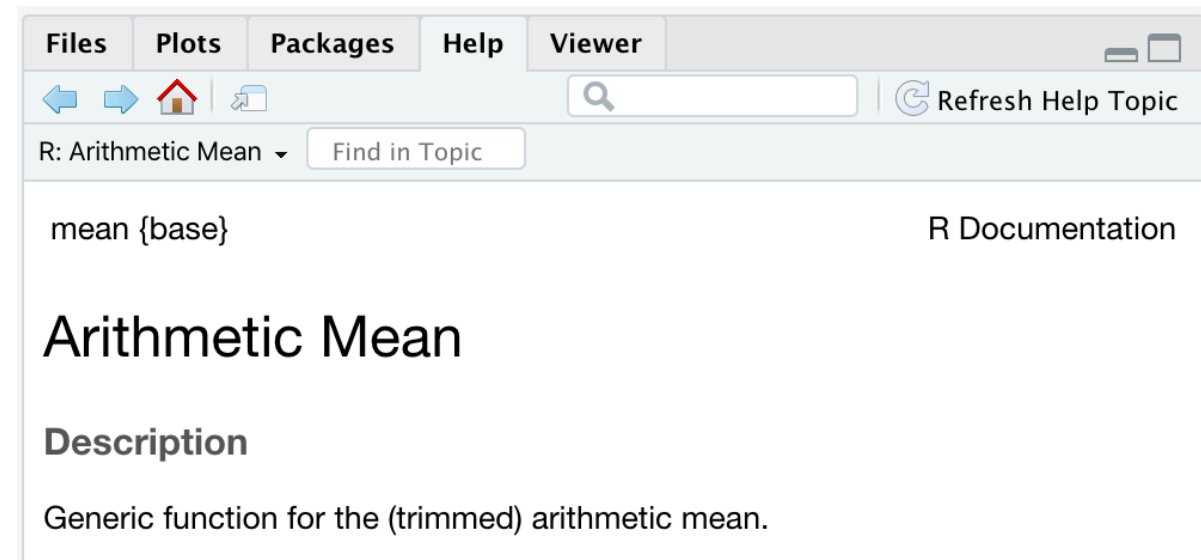 Files Plots Packages Help Viewer
Refresh Help Topic
R: Arithmetic Mean Find in Topic
mean {base} R Documentation
Arithmetic Mean
Description
Generic function for the (trimmed) arithmetic mean.